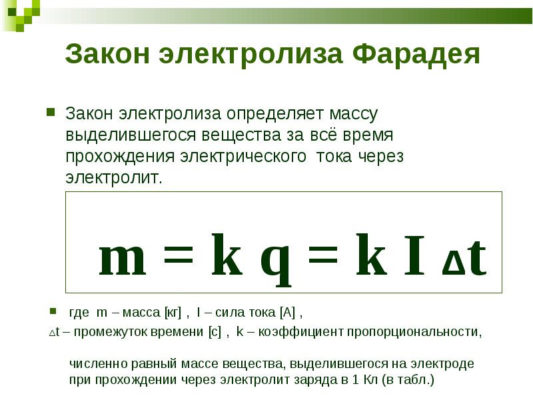 Закон электролиза Фарадея
Закон электролиза определяет массу
выделившегося вещества за всё время
прохождения электрического тока через
электролит.
m = k q = k I Δt
где m – масса [кг] , I – сила тока [А] ,
Δt – промежуток времени [с] , k – коэффициент пропорциональности,
численно равный массе вещества, выделившегося на электроде
при прохождении через электролит заряда в 1 Кл (в табл.)